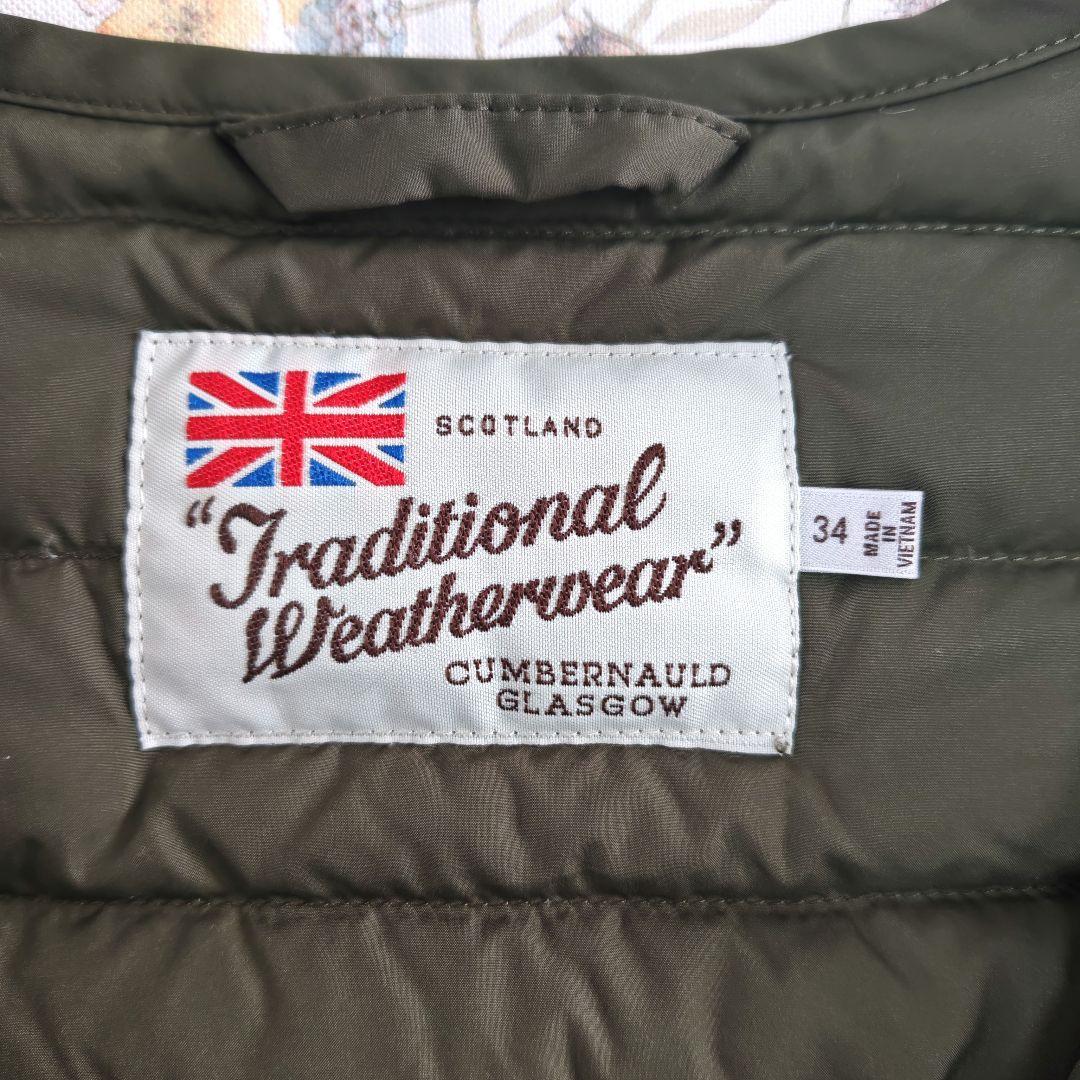 SCOTLAND
"Traditional
Weatherwear"
CUMBERNAULD
GLASGOW
34
MADE
IN
VIETNAM